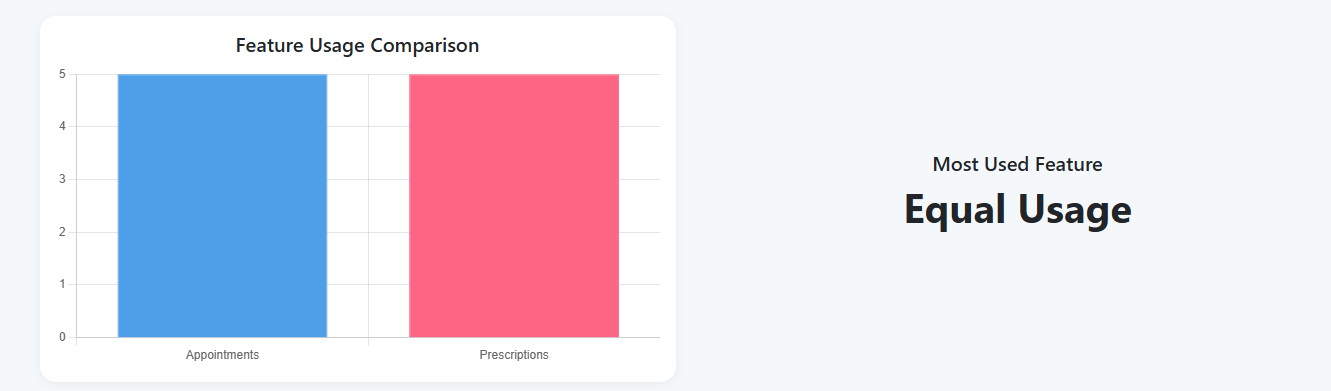 Feature Usage Comparison
5
4
3
2
1
0
Appointments Prescriptions
Most Used Feature
Equal Usage